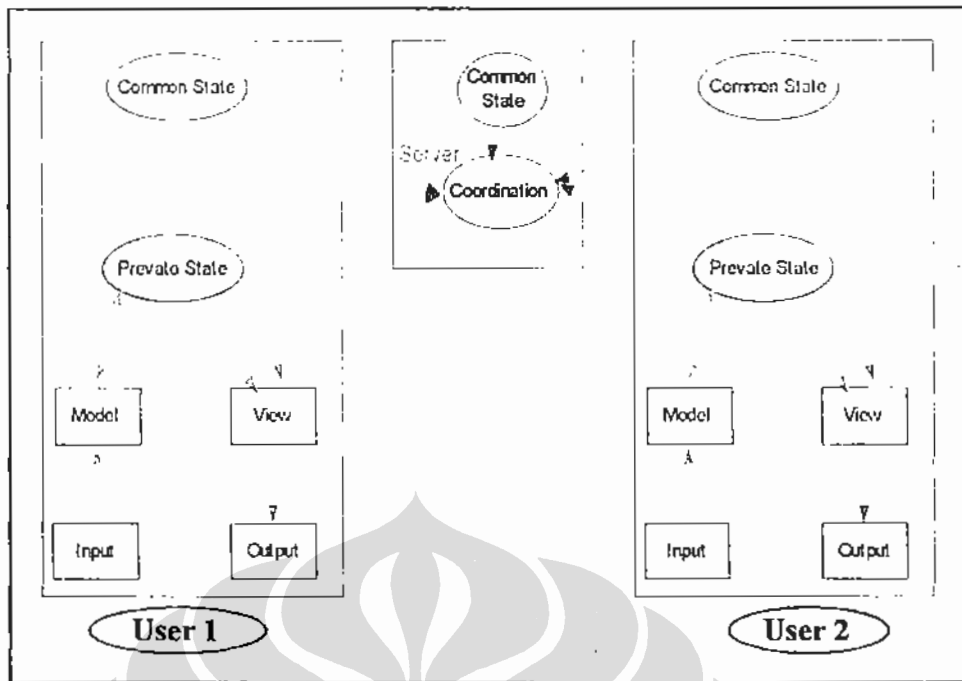 Common State
Prevato State
Model
View
Input
Output
User 1
Common
State
Server
Coordination
Common State
Prevate State
Model
View
Input
Output
User 2